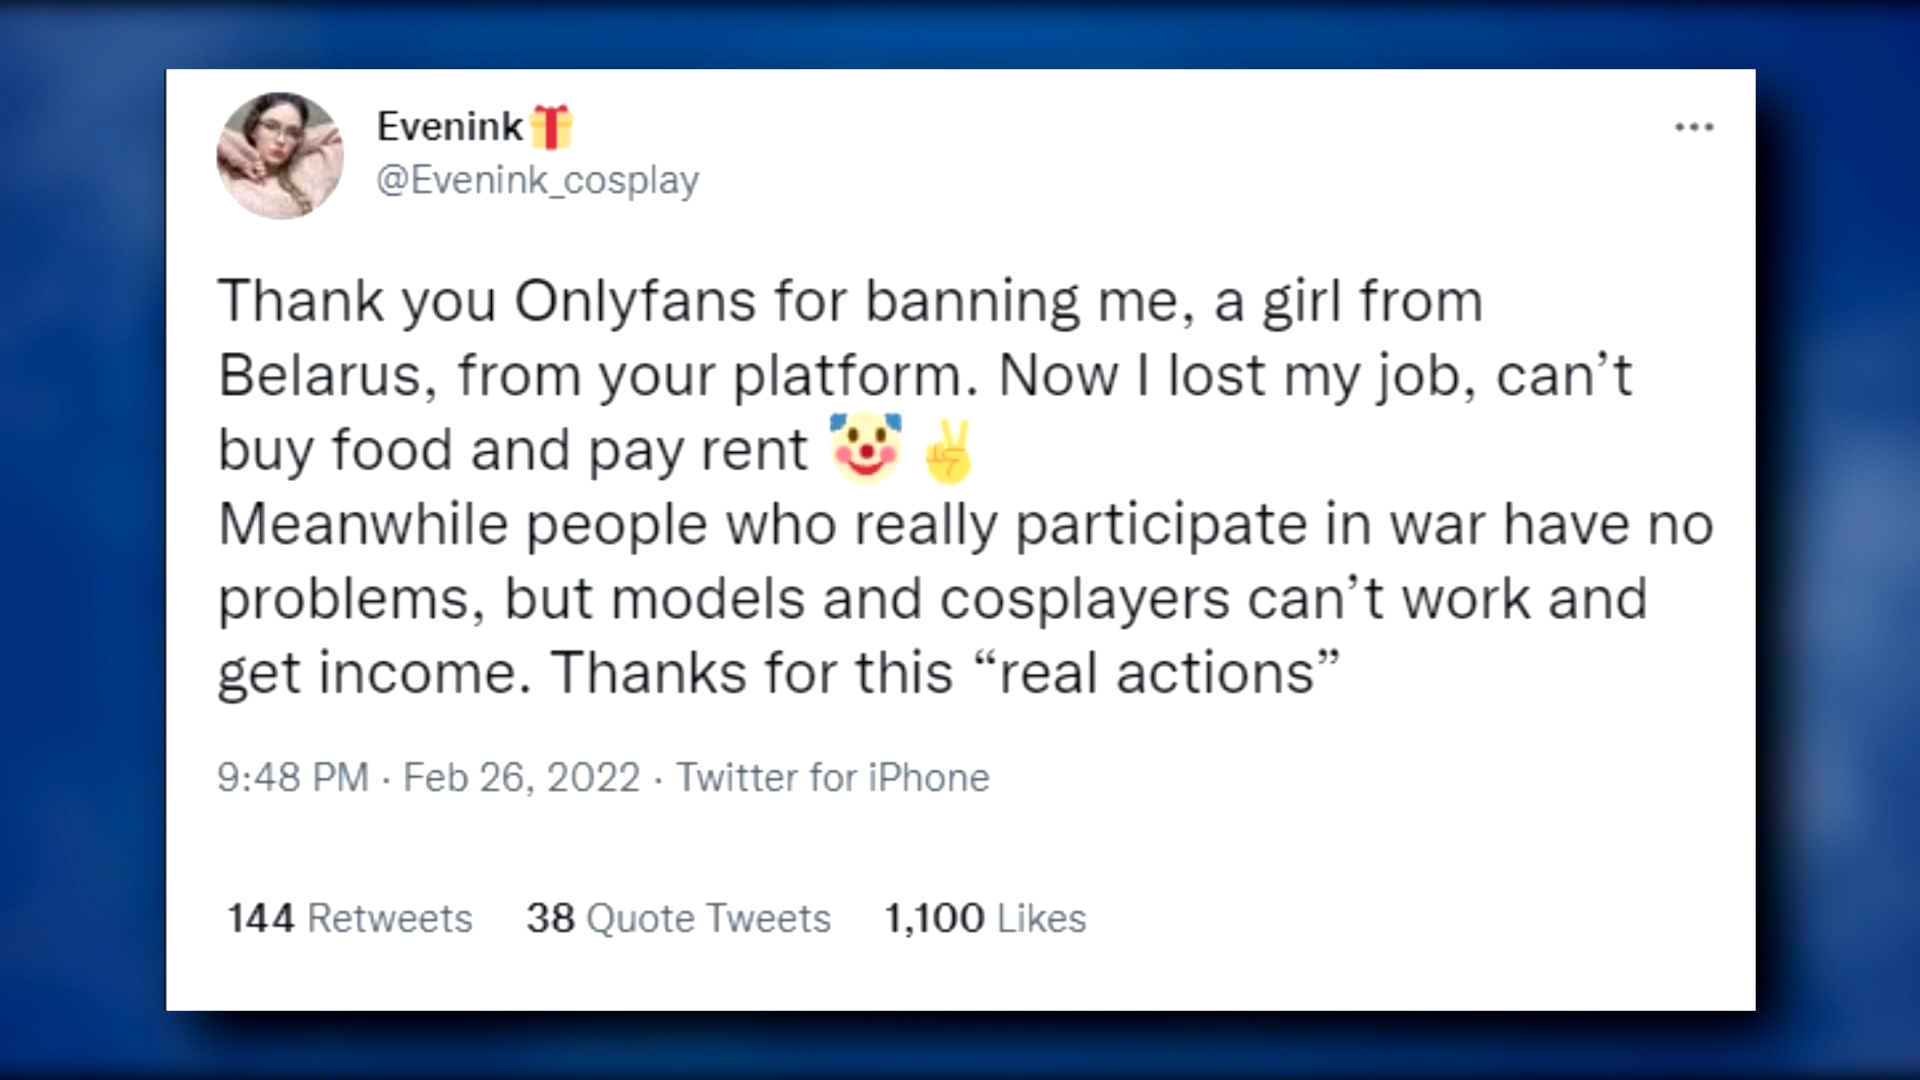 Evenink🎁
@Evenink_cosplay
Thank you Onlyfans for banning me, a girl from
Belarus, from your platform. Now I lost my job, can’t
buy food and pay rent 🤡 ✌️
Meanwhile people who really participate in war have no
problems, but models and cosplayers can’t work and
get income. Thanks for this “real actions”
9:48 PM · Feb 26, 2022 · Twitter for iPhone
144 Retweets 38 Quote Tweets 1,100 Likes